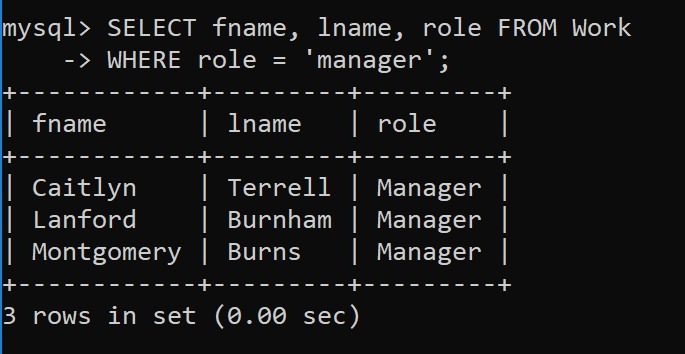 mysql> SELECT fname, lname, role FROM Work
    -> WHERE role = 'manager';
+------------+---------+---------+
| fname      | lname   | role    |
+------------+---------+---------+
| Caitlyn    | Terrell | Manager |
| Lanford    | Burnham | Manager |
| Montgomery | Burns   | Manager |
+------------+---------+---------+
3 rows in set (0.00 sec)